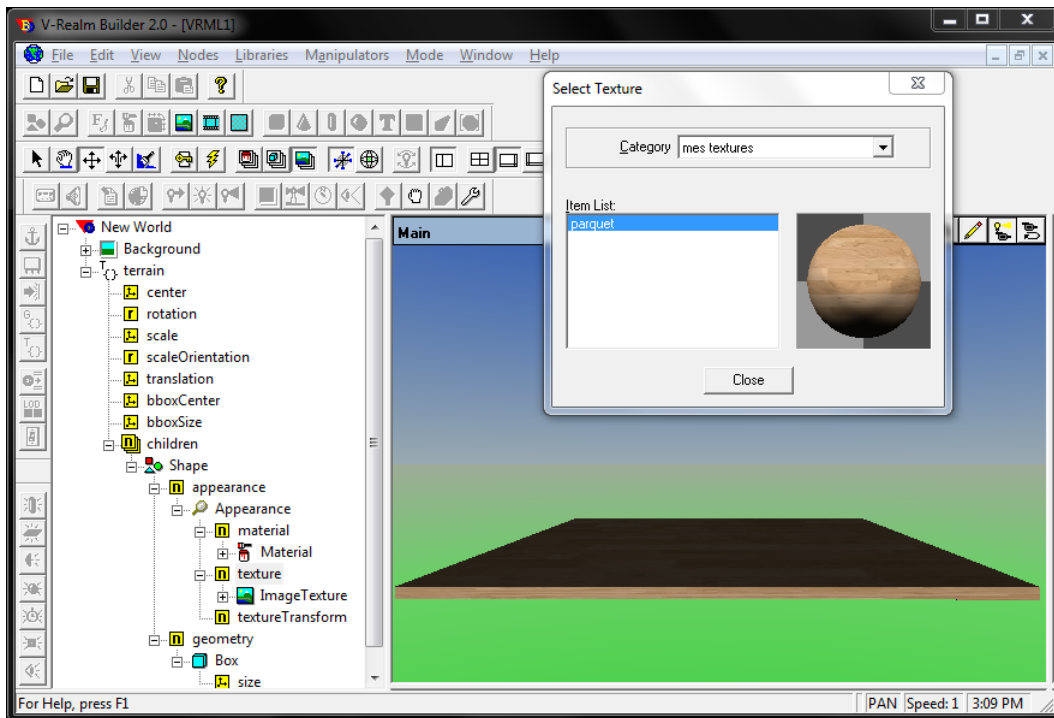 V-Realm Builder 2.0 - [VRML1]
File Edit View Nodes Libraries Manipulators Mode Window Help
Select Texture
Category mes textures
Item List:
parquet
Close
New World
Background
terrain
center
rotation
scale
scaleOrientation
translation
bboxCenter
bboxSize
children
Shape
appearance
Appearance
material
Material
texture
ImageTexture
textureTransform
geometry
Box
size
Main
For Help, press F1
PAN Speed: 1 3:09 PM